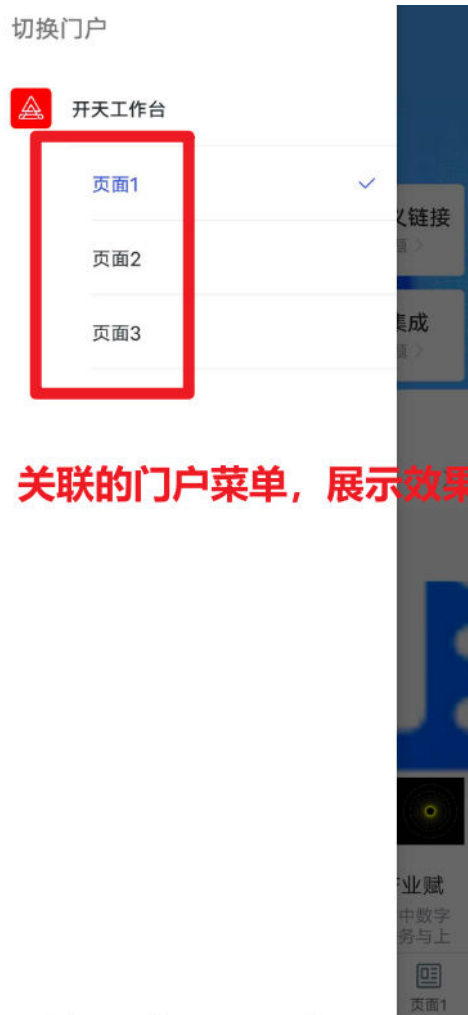 切换门户
开天工作台
页面1
页面2
页面3
链接
集成
关联的门户菜单，展示效果
业赋
中数字
务与上
页面1